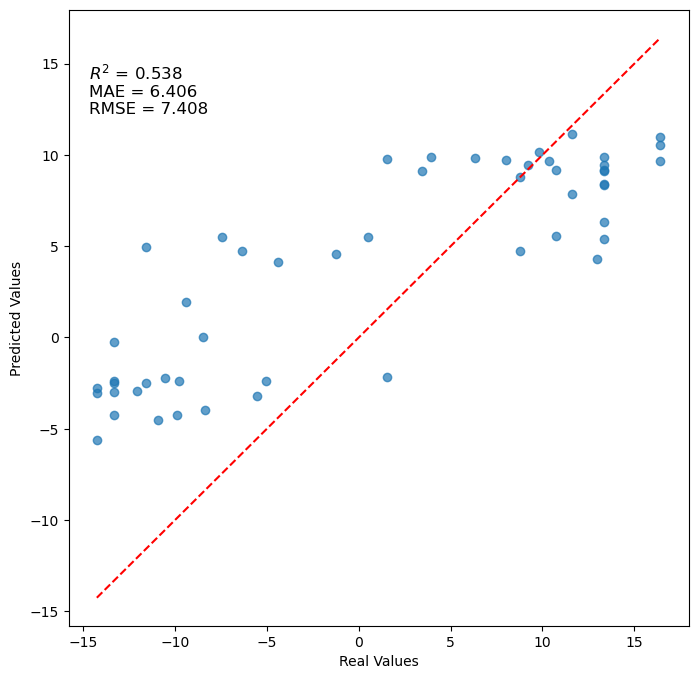 R² = 0.538
MAE = 6.406
RMSE = 7.408
15
10
5
0
−5
−10
−15
Predicted Values
−15 −10 −5 0 5 10 15
Real Values